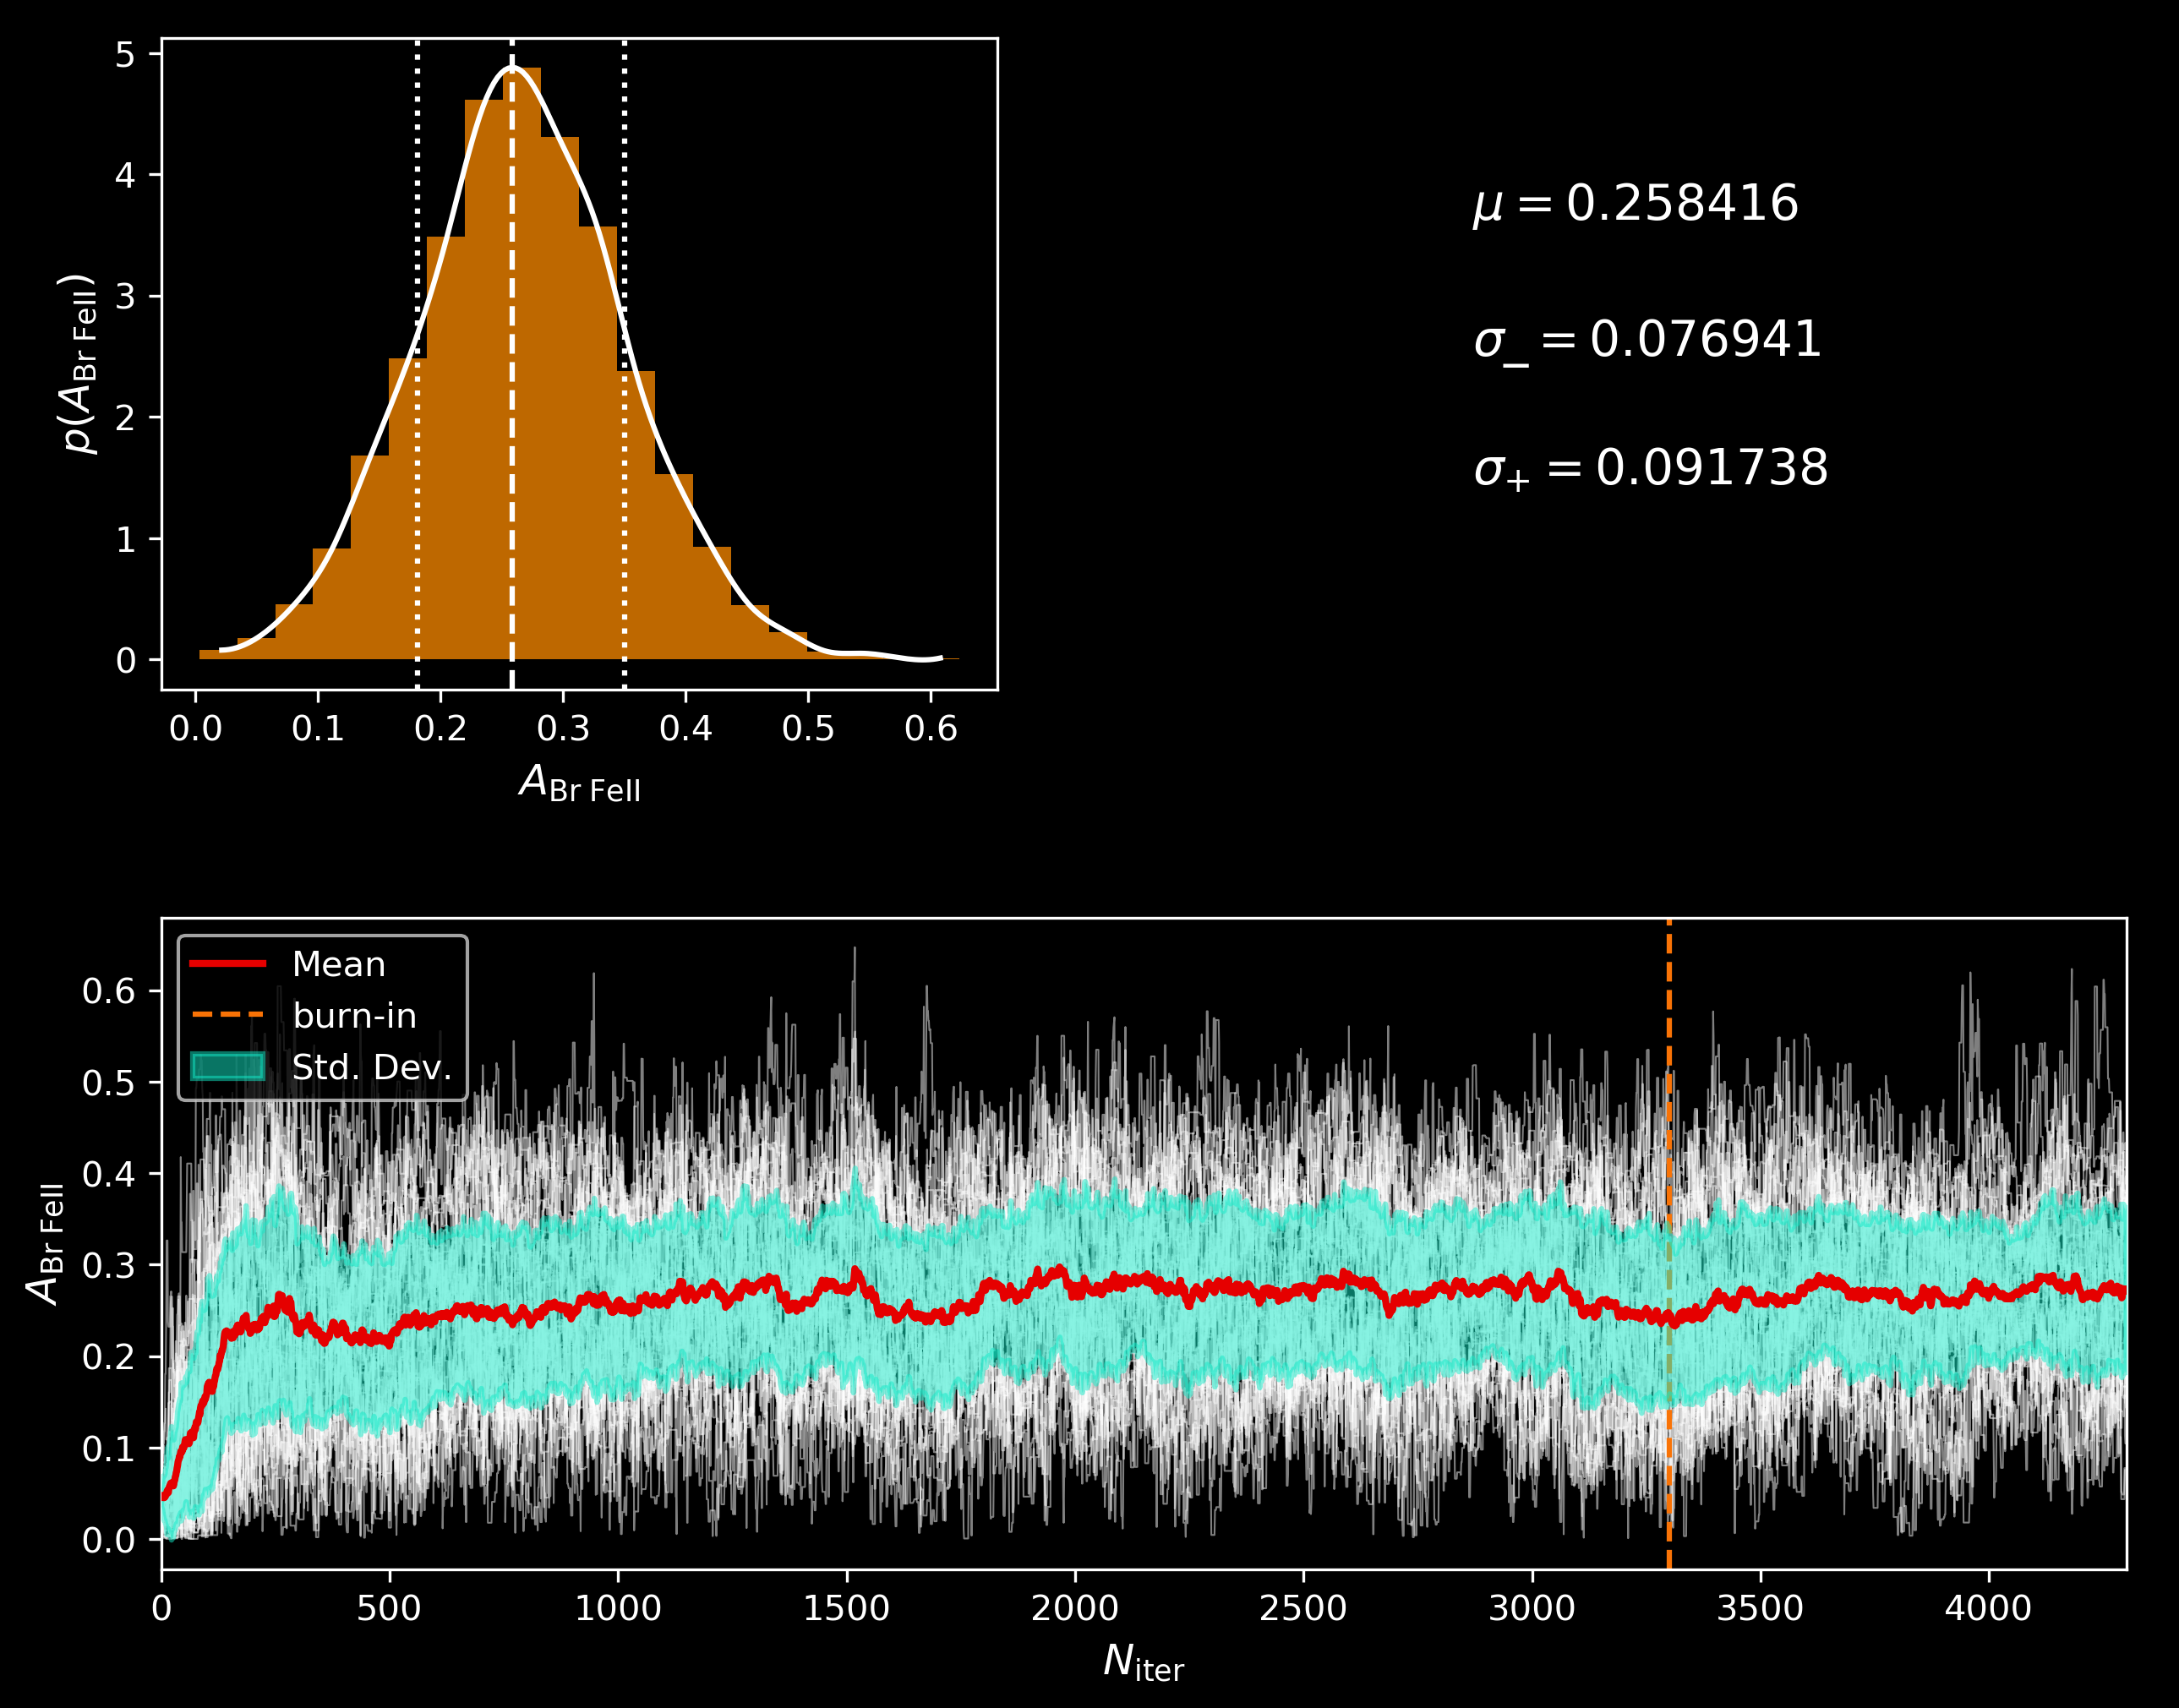 5
4
3
2
1
0
p(A_Br FeII)
0.0 0.1 0.2 0.3 0.4 0.5 0.6
A_Br FeII
μ = 0.258416
σ_− = 0.076941
σ_+ = 0.091738
Mean
burn-in
Std. Dev.
0.6
0.5
0.4
0.3
0.2
0.1
0.0
A_Br FeII
0 500 1000 1500 2000 2500 3000 3500 4000
N_iter